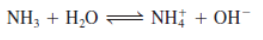 NH₃ + H₂O ⇌ NH₄⁺ + OH⁻